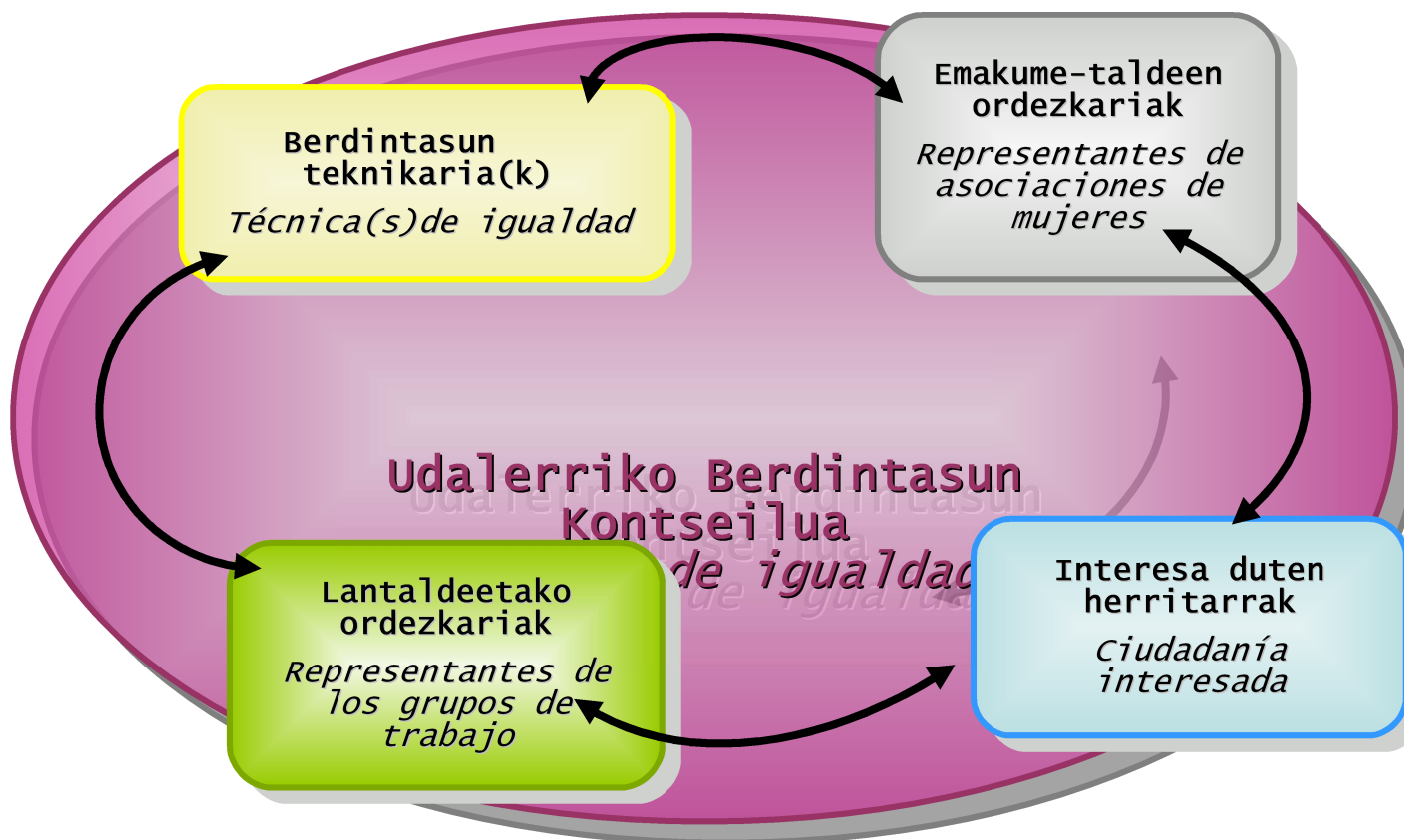 Berdintasun
teknikaria(k)
Técnica(s)de igualdad
Emakume-taldeen
ordezkariak
Representantes de
asociaciones de
mujeres
Udalerriko Berdintasun
Kontseilua
de igualdad
Lantaldeetako
ordezkariak
Representantes de
los grupos de
trabajo
Interesa duten
herritarrak
Ciudadanía
interesada